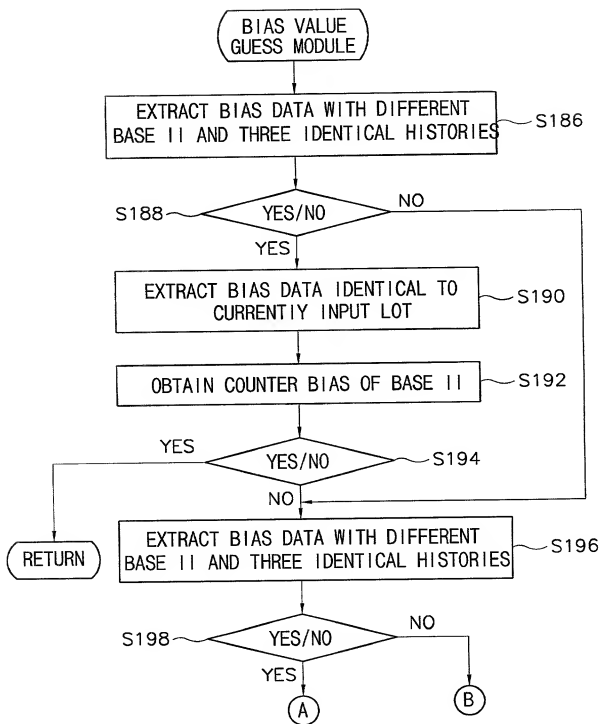 BIAS VALUE
GUESS MODULE
EXTRACT BIAS DATA WITH DIFFERENT
BASE II AND THREE IDENTICAL HISTORIES
S186
S188
YES/NO
NO
YES
EXTRACT BIAS DATA IDENTICAL TO
CURRENTLY INPUT LOT
S190
OBTAIN COUNTER BIAS OF BASE II
S192
YES
YES/NO
S194
NO
RETURN
EXTRACT BIAS DATA WITH DIFFERENT
BASE II AND THREE IDENTICAL HISTORIES
S196
S198
YES/NO
NO
YES
A
B